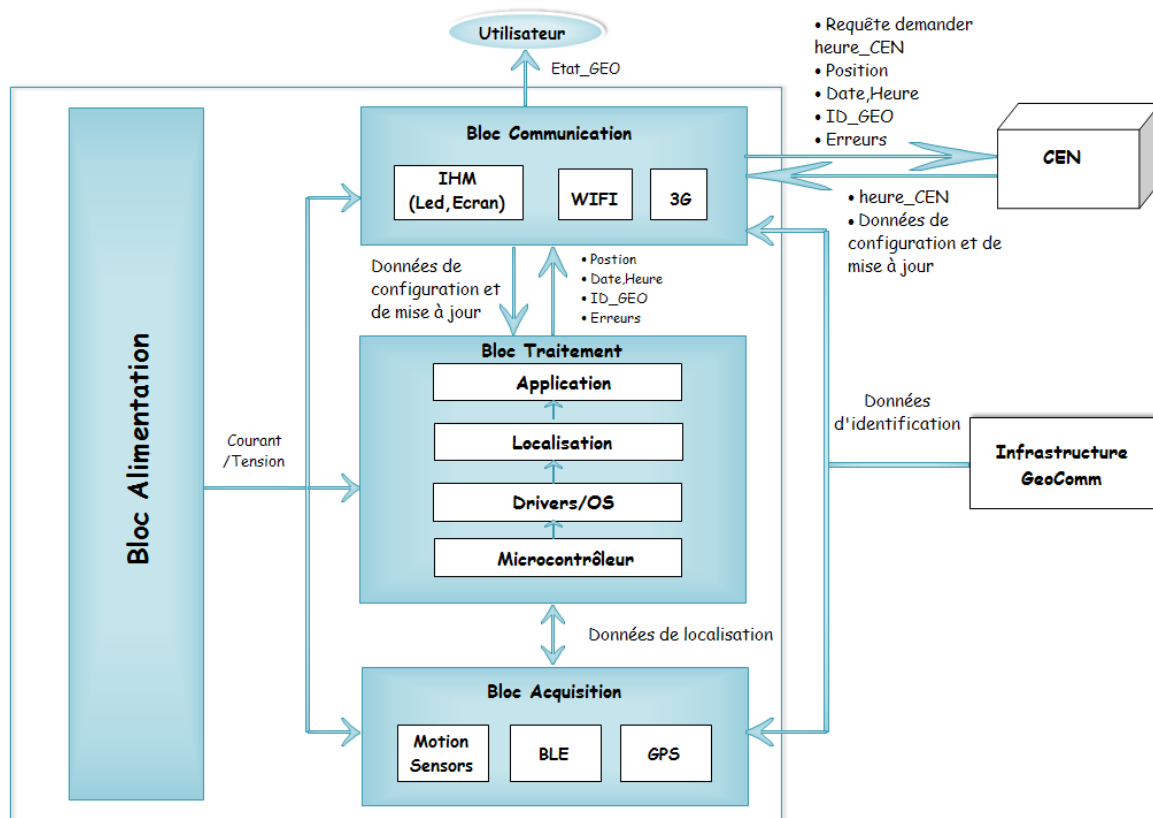 Utilisateur
Etat_GEO
• Requête demander
heure_CEN
• Position
• Date,Heure
• ID_GEO
• Erreurs
CEN
• heure_CEN
• Données de
configuration et de
mise à jour
Bloc Communication
IHM
(Led,Ecran)
WIFI
3G
Données de
configuration et
de mise à jour
• Postion
• Date,Heure
• ID_GEO
• Erreurs
Bloc Alimentation
Courant
/Tension
Bloc Traitement
Application
Localisation
Drivers/OS
Microcontrôleur
Données
d'identification
Infrastructure
GeoComm
Données de localisation
Bloc Acquisition
Motion
Sensors
BLE
GPS